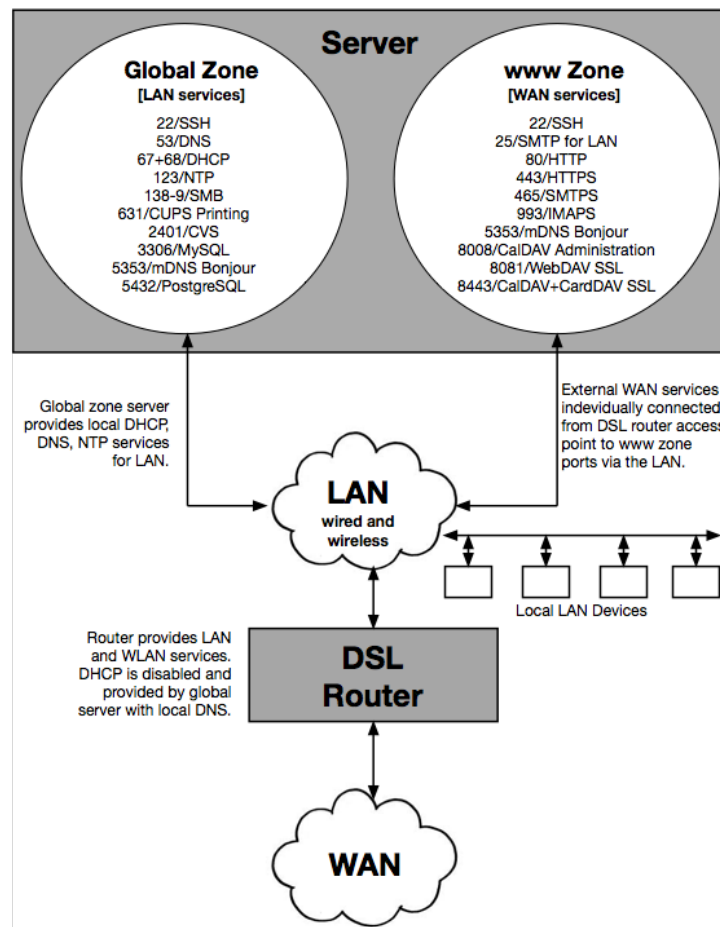 Server
Global Zone
[LAN services]
22/SSH
53/DNS
67+68/DHCP
123/NTP
138-9/SMB
631/CUPS Printing
2401/CVS
3306/MySQL
5353/mDNS Bonjour
5432/PostgreSQL
www Zone
[WAN services]
22/SSH
25/SMTP for LAN
80/HTTP
443/HTTPS
465/SMTPS
993/IMAPS
5353/mDNS Bonjour
8008/CalDAV Administration
8081/WebDAV SSL
8443/CalDAV+CardDAV SSL
Global zone server
provides local DHCP,
DNS, NTP services
for LAN.
External WAN services
indevidually connected
from DSL router access
point to www zone
ports via the LAN.
LAN
wired and
wireless
Local LAN Devices
Router provides LAN
and WLAN services.
DHCP is disabled and
provided by global
server with local DNS.
DSL
Router
WAN